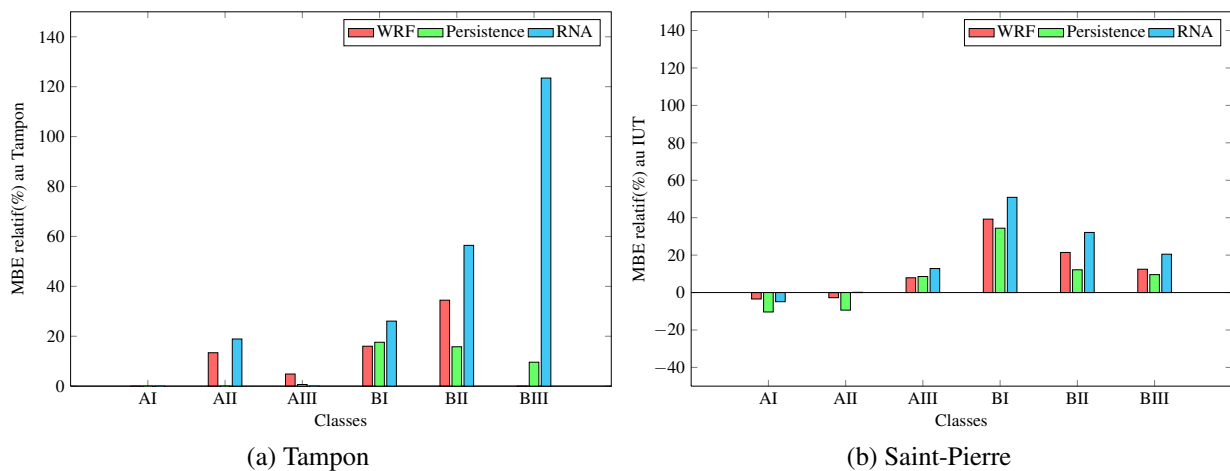 WRF Persistence RNA
140
120
100
80
60
40
20
0
MBE relatif(%) au Tampon
AI AII AIII BI BII BIII
Classes
(a) Tampon
WRF Persistence RNA
140
120
100
80
60
40
20
0
−20
−40
MBE relatif(%) au IUT
AI AII AIII BI BII BIII
Classes
(b) Saint-Pierre